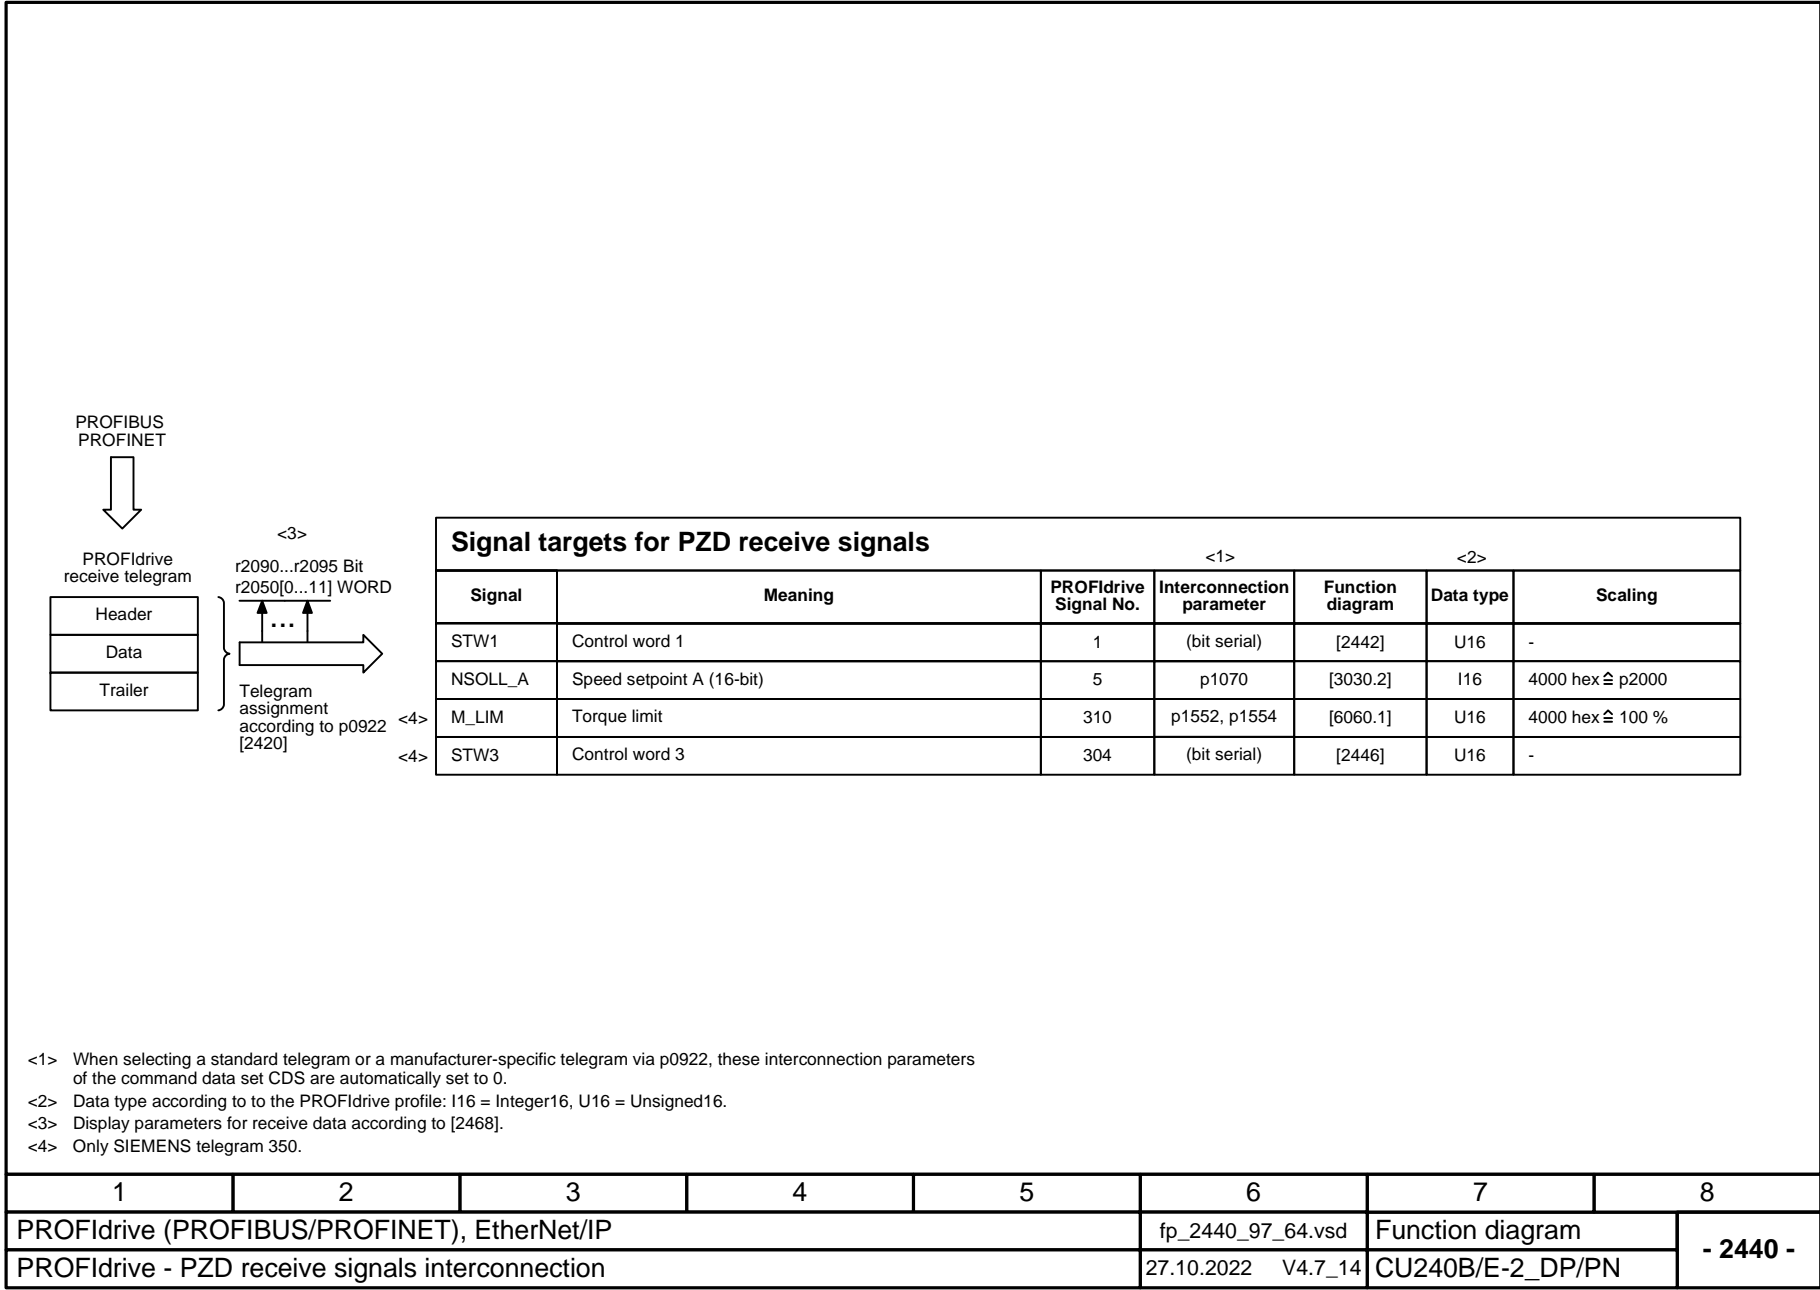 PROFIBUS
PROFINET
PROFIdrive
receive telegram
Header
Data
Trailer
<3>
r2090...r2095 Bit
r2050[0...11] WORD
...
Telegram
assignment
according to p0922
[2420]
Signal targets for PZD receive signals
<1> <2>
Signal Meaning PROFIdrive Signal No. Interconnection parameter Function diagram Data type Scaling
STW1 Control word 1 1 (bit serial) [2442] U16 -
NSOLL_A Speed setpoint A (16-bit) 5 p1070 [3030.2] I16 4000 hex ≙ p2000
<4> M_LIM Torque limit 310 p1552, p1554 [6060.1] U16 4000 hex ≙ 100 %
<4> STW3 Control word 3 304 (bit serial) [2446] U16 -
<1> When selecting a standard telegram or a manufacturer-specific telegram via p0922, these interconnection parameters
of the command data set CDS are automatically set to 0.
<2> Data type according to to the PROFIdrive profile: I16 = Integer16, U16 = Unsigned16.
<3> Display parameters for receive data according to [2468].
<4> Only SIEMENS telegram 350.
1 2 3 4 5 6 7 8
PROFIdrive (PROFIBUS/PROFINET), EtherNet/IP fp_2440_97_64.vsd Function diagram - 2440 -
PROFIdrive - PZD receive signals interconnection 27.10.2022 V4.7_14 CU240B/E-2_DP/PN